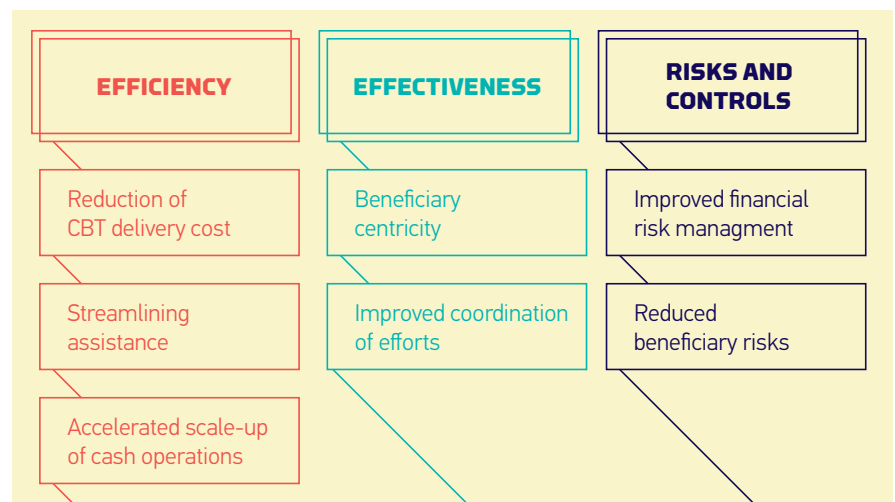 EFFICIENCY
Reduction of
CBT delivery cost
Streamlining
assistance
Accelerated scale-up
of cash operations
EFFECTIVENESS
Beneficiary
centricity
Improved coordination
of efforts
RISKS AND
CONTROLS
Improved financial
risk managment
Reduced
beneficiary risks